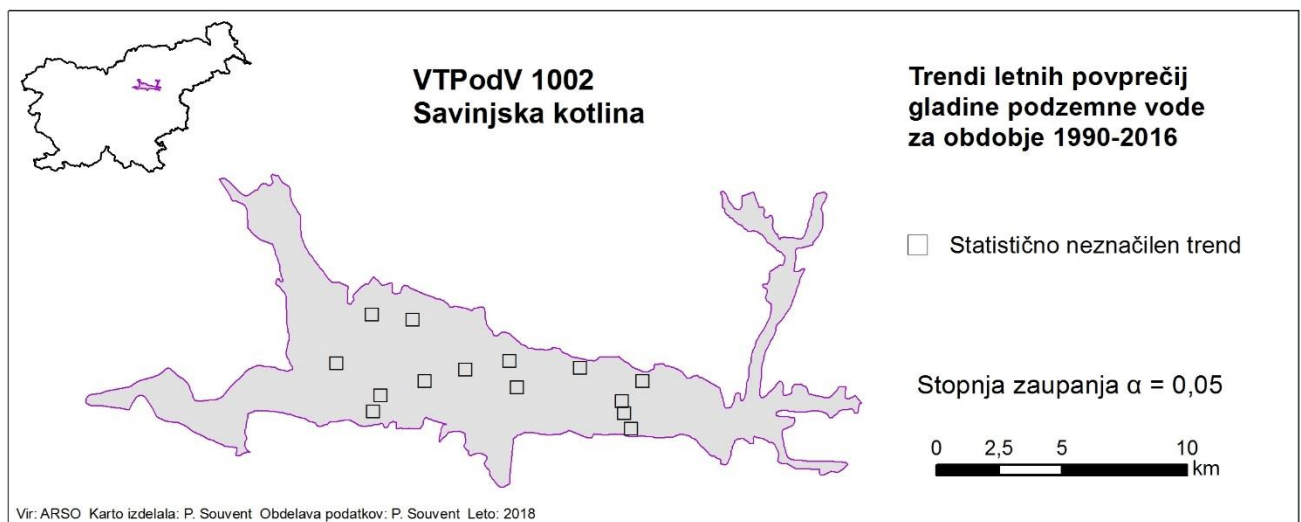 VTPodV 1002
Savinjska kotlina
Trendi letnih povprečij
gladine podzemne vode
za obdobje 1990-2016
Statistično neznačilen trend
Stopnja zaupanja α = 0,05
0 2,5 5 10
km
Vir: ARSO Karto izdelala: P. Souvent Obdelava podatkov: P. Souvent Leto: 2018